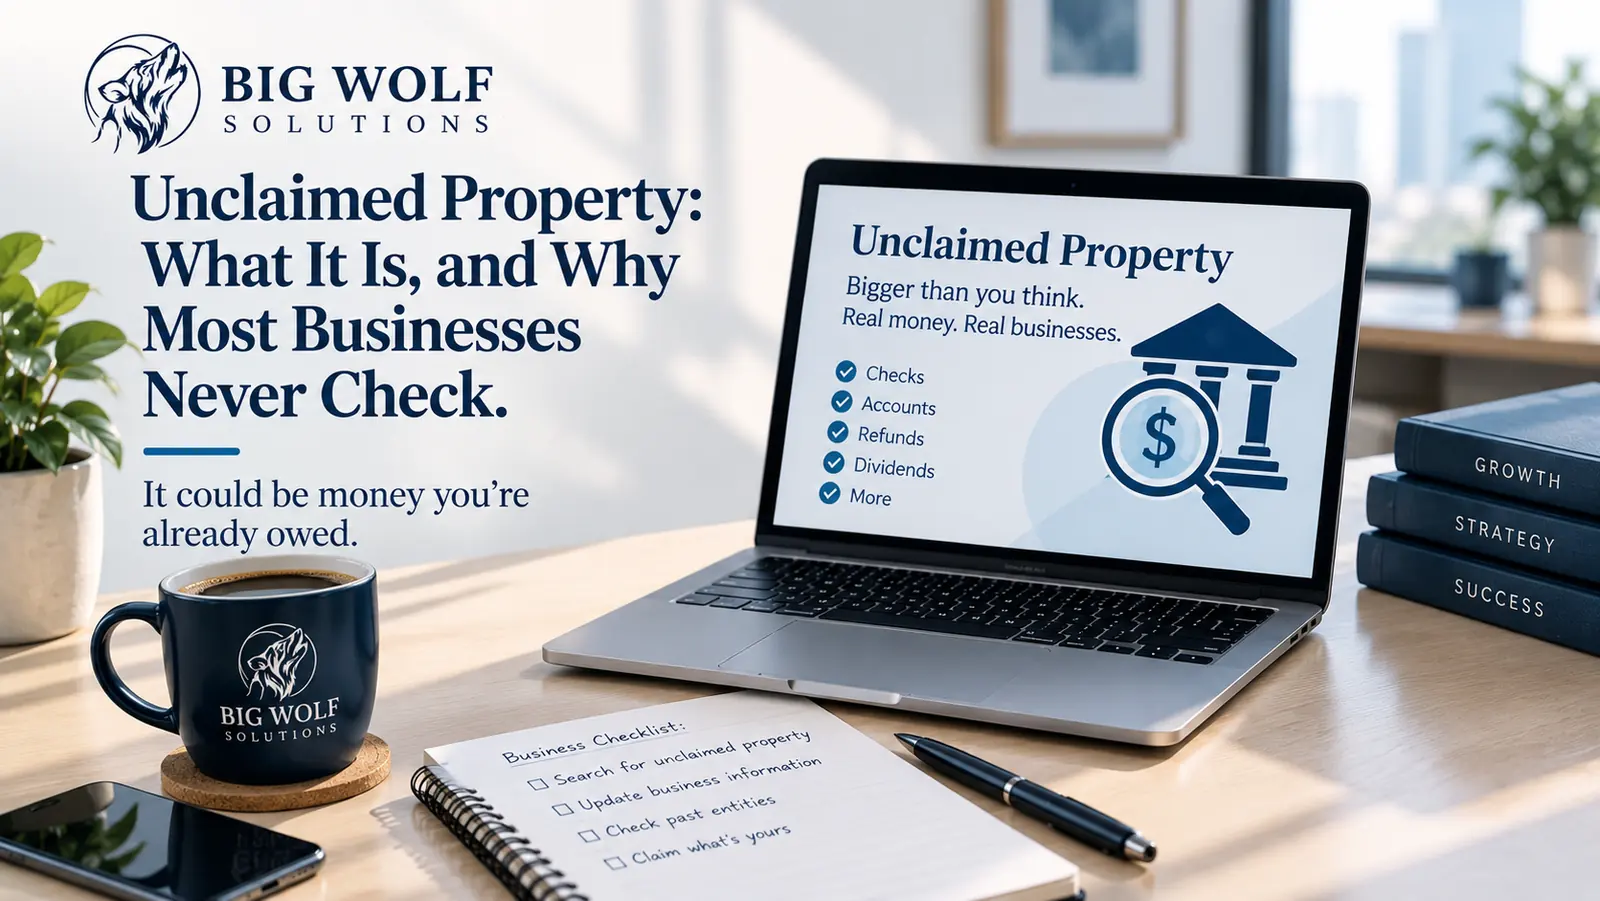 BIG WOLF
SOLUTIONS
Unclaimed Property:
What It Is, and Why
Most Businesses
Never Check.
It could be money you’re
already owed.
Unclaimed Property
Bigger than you think.
Real money. Real businesses.
Checks
Accounts
Refunds
Dividends
More
$
GROWTH
STRATEGY
SUCCESS
BIG WOLF
SOLUTIONS
Business Checklist:
Search for unclaimed property
Update business information
Check past entities
Claim what's yours